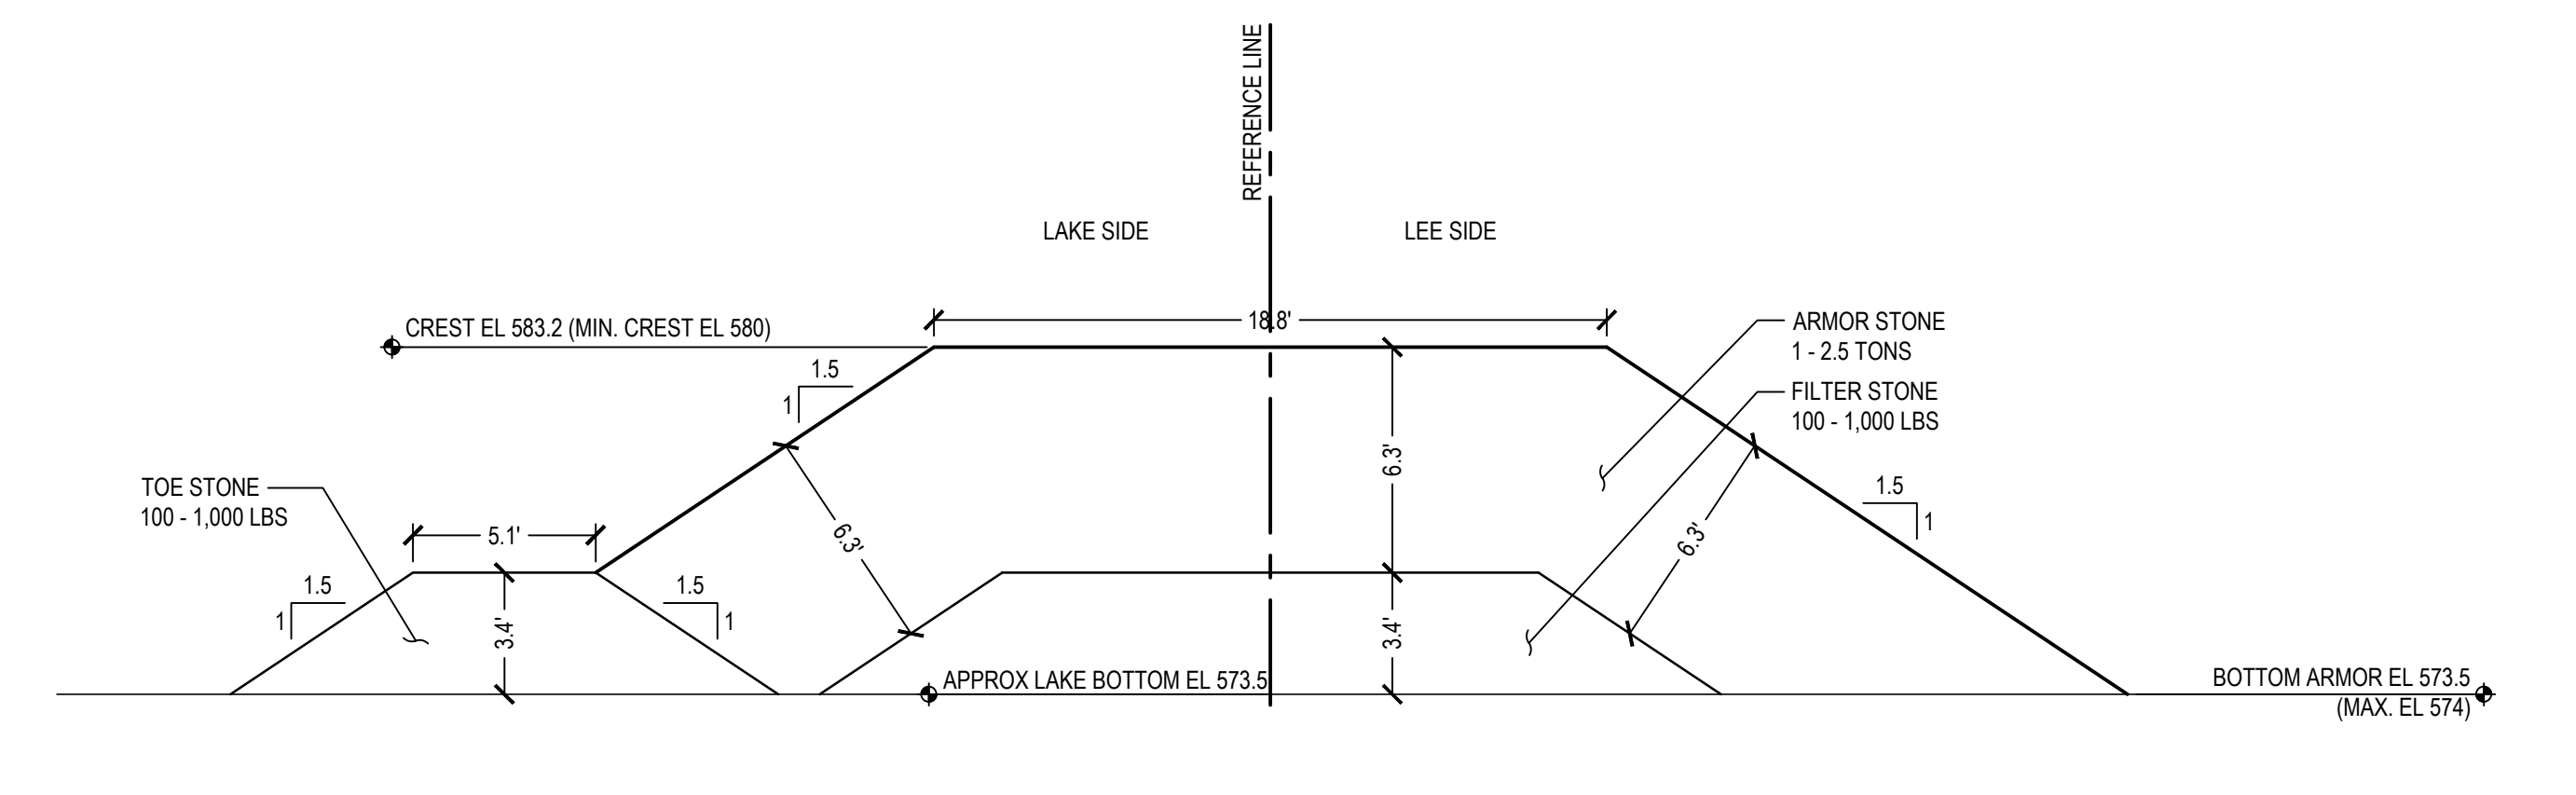 REFERENCE LINE
LAKE SIDE
LEE SIDE
CREST EL 583.2 (MIN. CREST EL 580)
18.8'
ARMOR STONE
1 - 2.5 TONS
FILTER STONE
100 - 1,000 LBS
1.5
1
6.3'
TOE STONE
100 - 1,000 LBS
5.1'
6.3'
6.3'
1.5
1
1.5
1
1.5
1
3.4'
3.4'
APPROX LAKE BOTTOM EL 573.5
BOTTOM ARMOR EL 573.5
(MAX. EL 574)